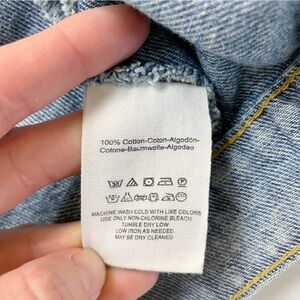 100% Cotton-Coton-Algodón-
Cotone-Baumwolle-Algodao
MACHINE WASH COLD WITH LIKE COLORS
USE ONLY NON-CHLORINE BLEACH
TUMBLE DRY LOW
LOW IRON AS NEEDED.
MAY BE DRY CLEANED